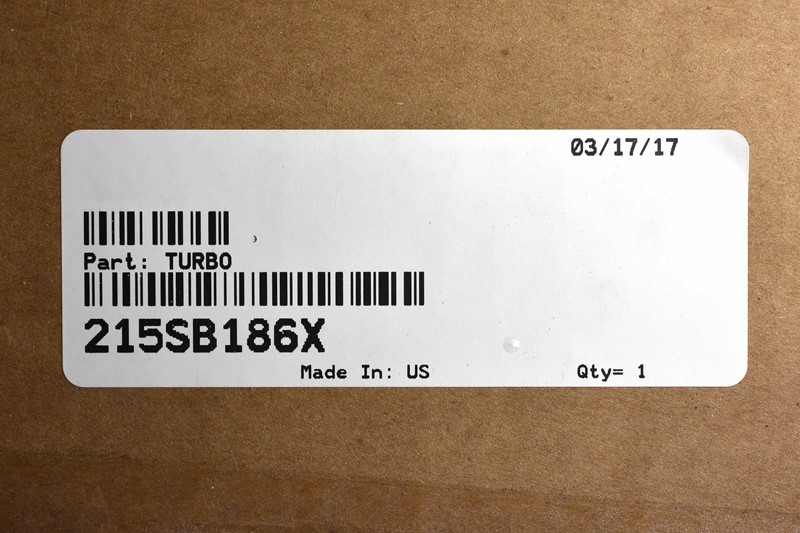 03/17/17
Part: TURBO
215SB186X
Made In: US
Qty= 1